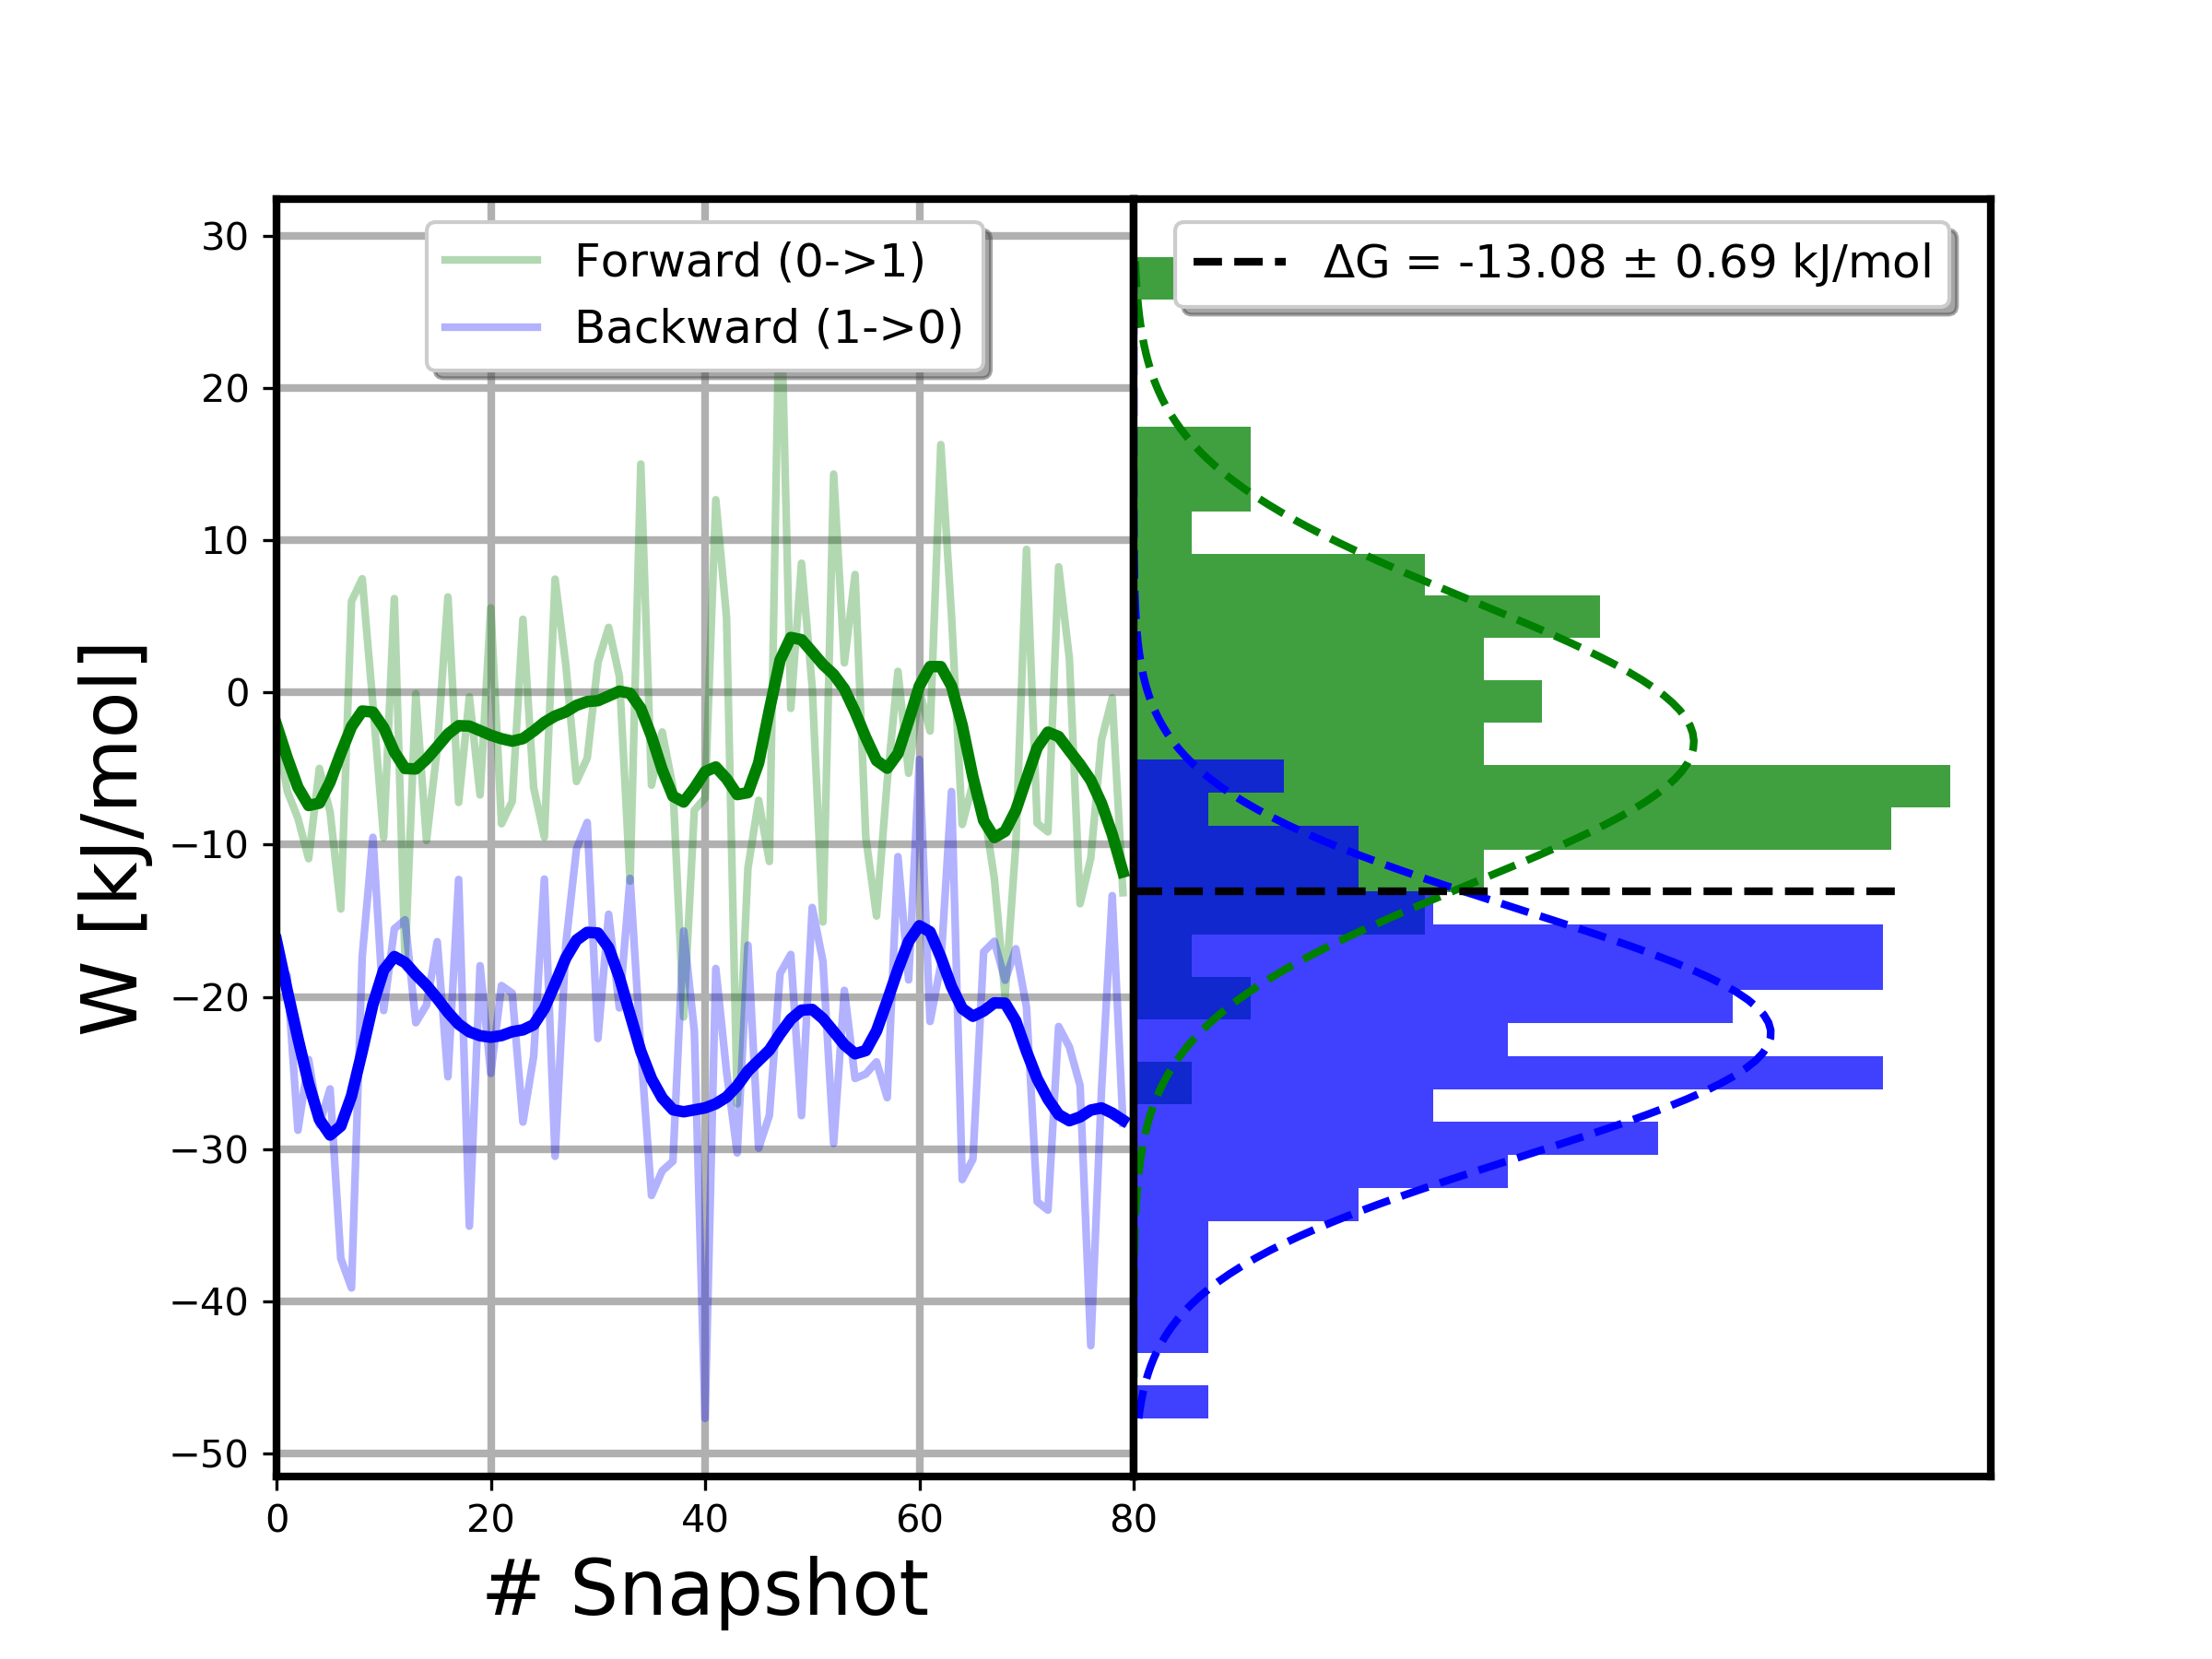 Forward (0->1)
Backward (1->0)
ΔG = -13.08 ± 0.69 kJ/mol
W [kJ/mol]
30
20
10
0
−10
−20
−30
−40
−50
0 20 40 60 80
# Snapshot